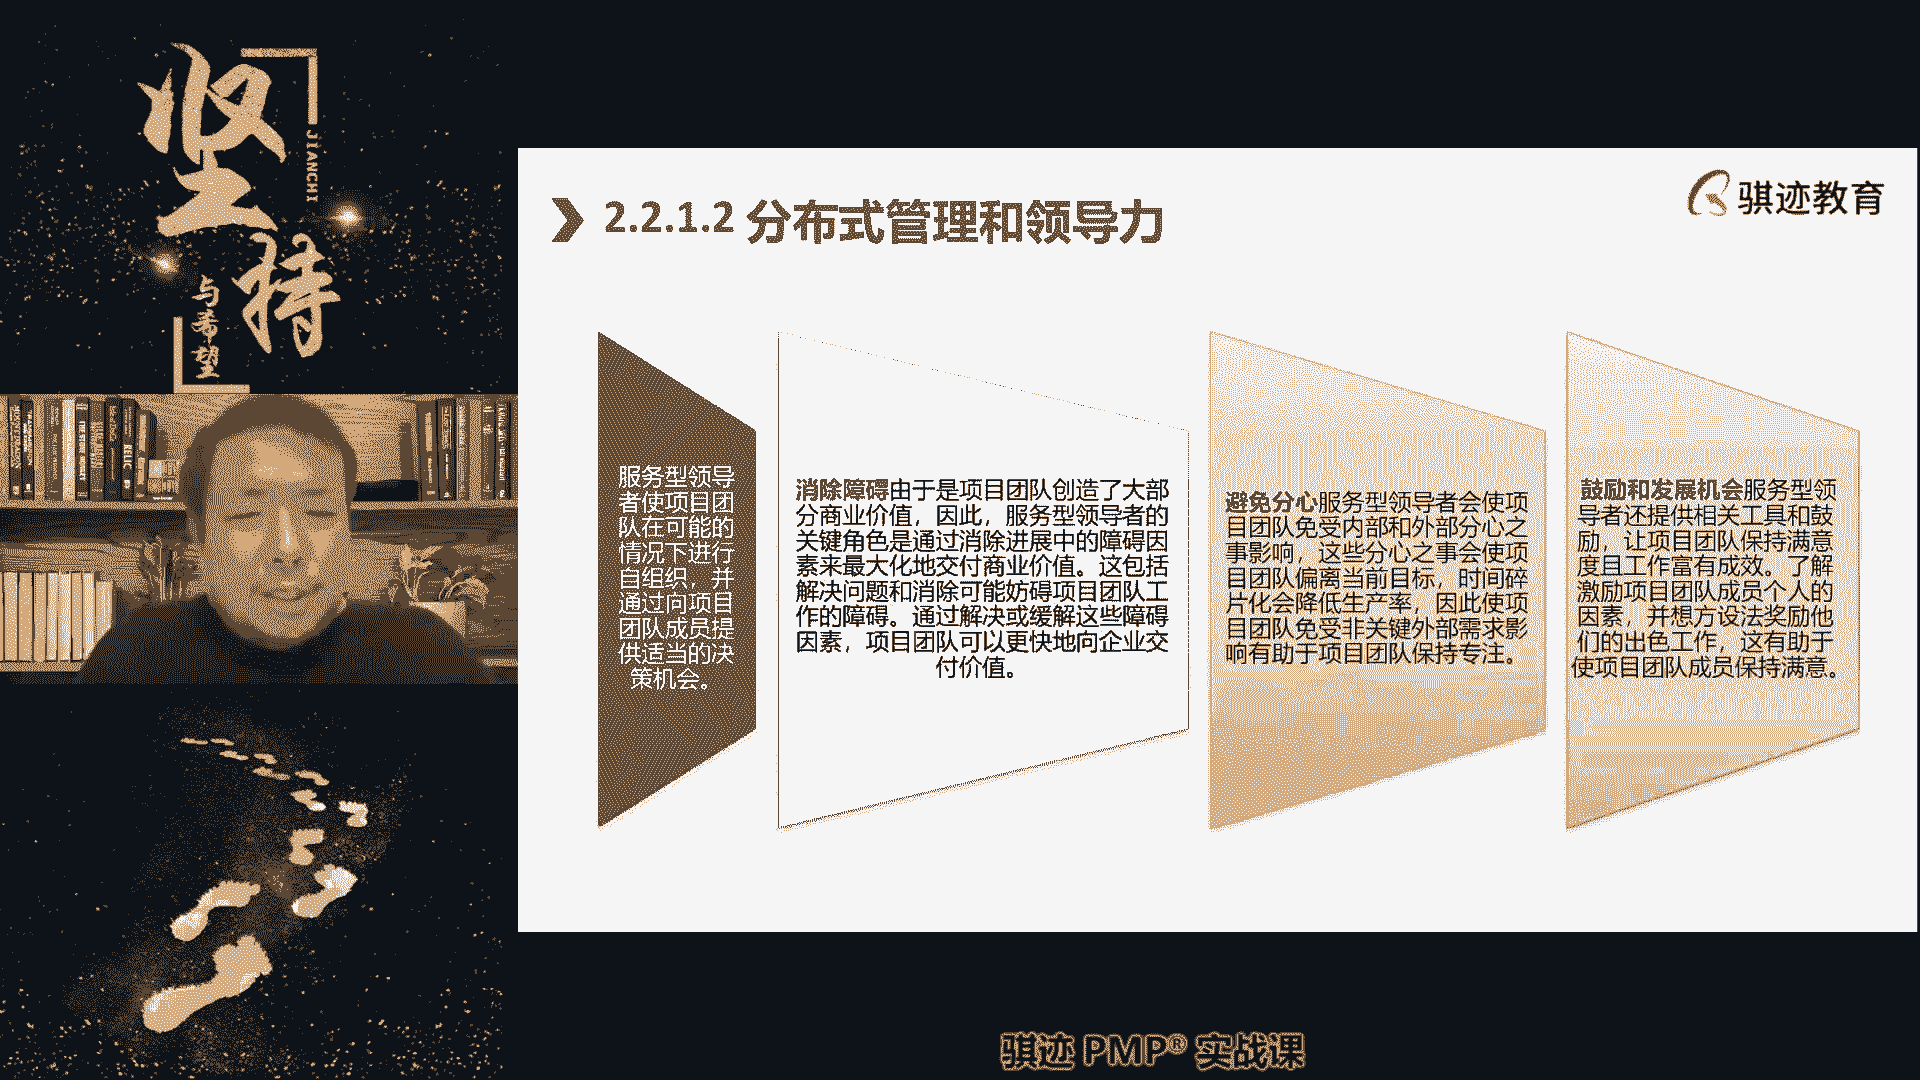 坚持
JIANCHI
与希望
骐迹教育
2.2.1.2 分布式管理和领导力
服务型领导
者使项目团
队在可能的
情况下进行
自组织，并
通过向项目
团队成员提
供适当的决
策机会。
消除障碍由于是项目团队创造了大部
分商业价值，因此，服务型领导者的
关键角色是通过消除进展中的障碍因
素来最大化地交付商业价值。这包括
解决问题和消除可能妨碍项目团队工
作的障碍。通过解决或缓解这些障碍
因素，项目团队可以更快地向企业交
付价值。
避免分心服务型领导者会使项
目团队免受内部和外部分心之
事影响，这些分心之事会使项
目团队偏离当前目标，时间碎
片化会降低生产率，因此使项
目团队免受非关键外部需求影
响有助于项目团队保持专注。
鼓励和发展机会服务型领
导者还提供相关工具和鼓
励，让项目团队保持满意
度且工作富有成效。了解
激励项目团队成员个人的
因素，并想方设法奖励他
们的出色工作，这有助于
使项目团队成员保持满意。
骐迹 PMP® 实战课